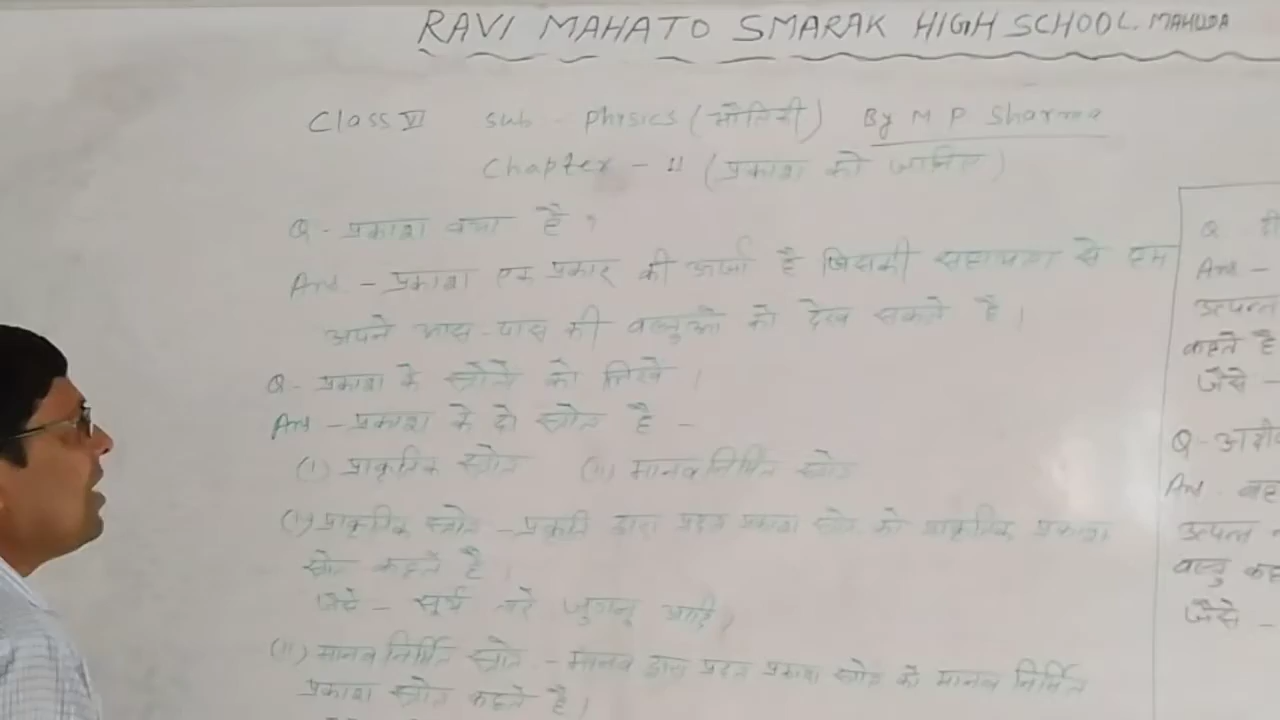 RAVI MAHATO SMARAK HIGH SCHOOL MAHUDA
Class VI Sub - Physics (भौतिकी) By M P Sharma
Chapter - 11 (प्रकाश को जानिए)
Q - प्रकाश क्या है ?
Ans - प्रकाश एक प्रकार की ऊर्जा है जिसकी सहायता से हम
अपने आस-पास की वस्तुओ को देख सकते है।
Q - प्रकाश के स्त्रोतो को लिखे।
Ans - प्रकाश के दो स्त्रोत है -
(i) प्राकृतिक स्त्रोत (ii) मानव निर्मित स्त्रोत
(i) प्राकृतिक स्त्रोत - प्रकृति द्वारा प्रदत प्रकाश स्त्रोत को प्राकृतिक प्रकाश
स्त्रोत कहते है।
जैसे - सूर्य तारे जुगनू आदि।
(ii) मानव निर्मित स्त्रोत - मानव द्वारा प्रदत प्रकाश स्त्रोत को मानव निर्मित
प्रकाश स्त्रोत कहते है।
Q
Ans -
उत्पन्न
कहते है
जैसे -
Q -
Ans - वह
उत्पन्न
वस्तु कह
जैसे -